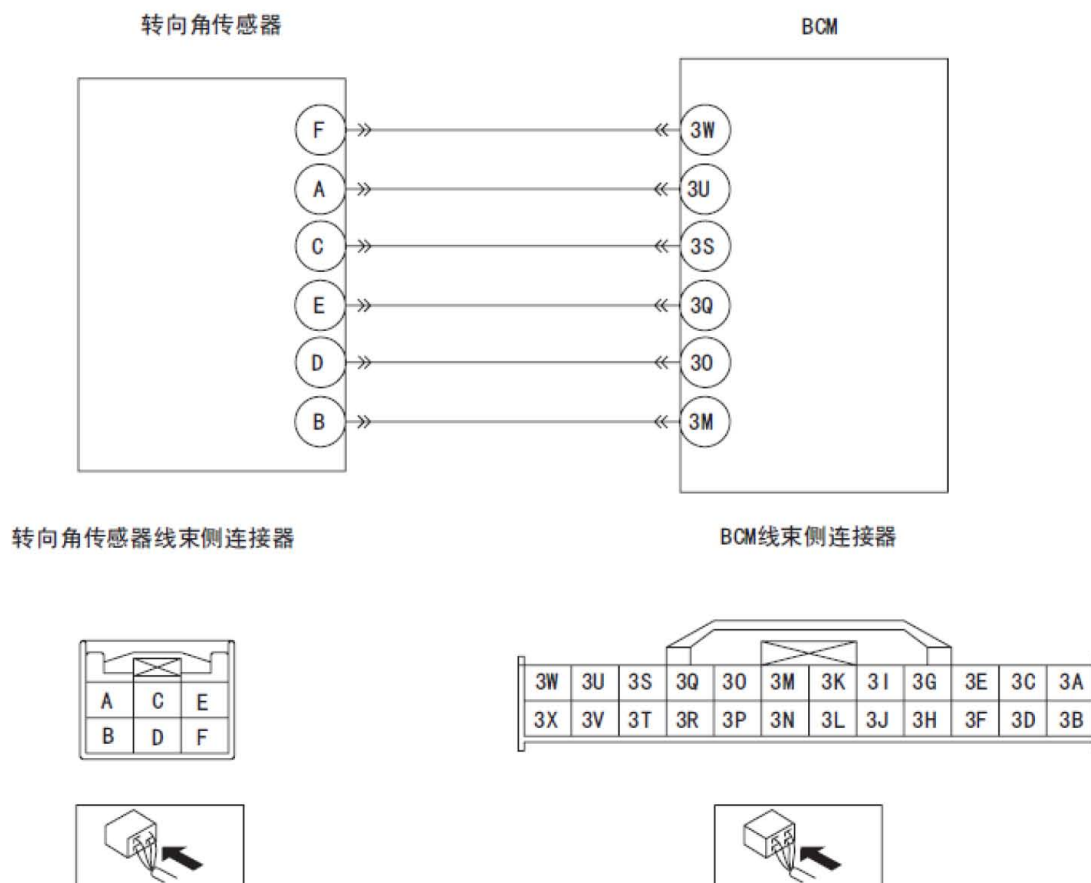 转向角传感器 BCM
F 3W
A 3U
C 3S
E 3Q
D 3O
B 3M
转向角传感器线束侧连接器 BCM线束侧连接器
A C E
B D F
3W 3U 3S 3Q 3O 3M 3K 3I 3G 3E 3C 3A
3X 3V 3T 3R 3P 3N 3L 3J 3H 3F 3D 3B